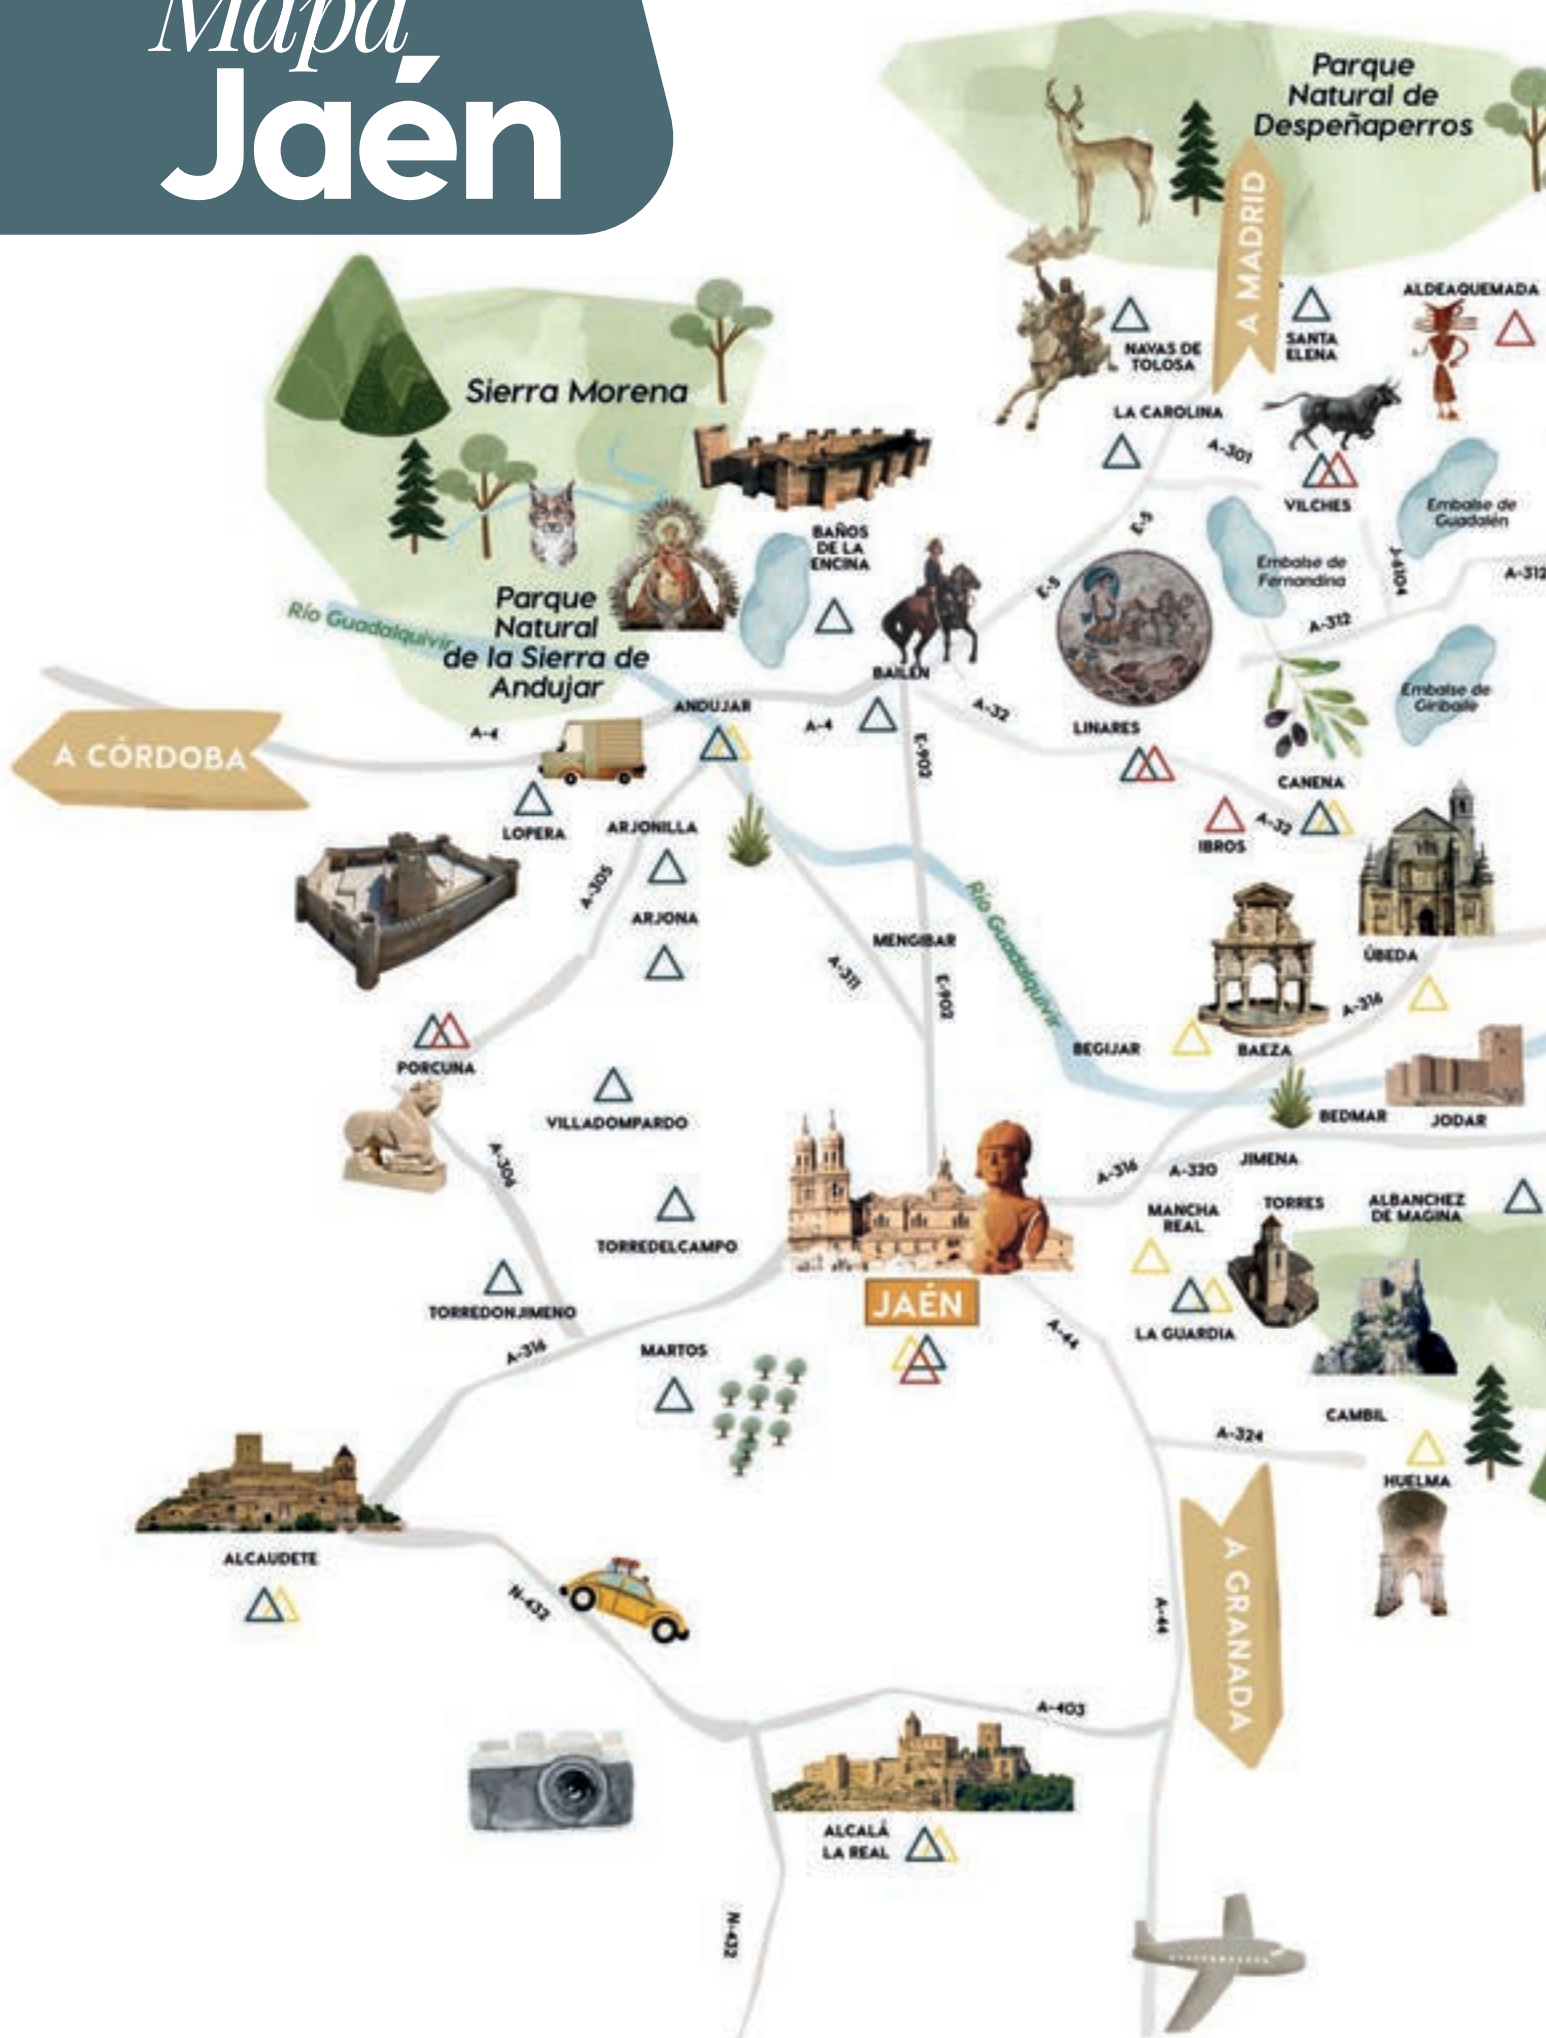 Mapa
Jaén
Parque
Natural de
Despeñaperros
A MADRID
ALDEAQUEMADA
SANTA
ELENA
NAVAS DE
TOLOSA
Sierra Morena
LA CAROLINA
A-301
VILCHES
Embalse de
Guadalén
E-5
BAÑOS
DE LA
ENCINA
Embalse de
Fernandina
J-6104
A-312
E-5
Parque
Natural
de la Sierra de
Andujar
Río Guadalquivir
A-312
BAILÉN
Embalse de
Giribaile
ANDUJAR
A-32
A-4
A-4
LINARES
A CÓRDOBA
E-902
CANENA
LOPERA
ARJONILLA
A-32
IBROS
A-305
ARJONA
Río Guadalquivir
MENGIBAR
ÚBEDA
A-311
E-902
A-316
PORCUNA
BEGIJAR
BAEZA
VILLADOMPARDO
BEDMAR
JODAR
A-306
A-316
A-320
JIMENA
MANCHA
REAL
TORRES
ALBANCHEZ
DE MAGINA
TORREDELCAMPO
TORREDONJIMENO
JAÉN
LA GUARDIA
A-316
MARTOS
A-44
CAMBIL
A-324
HUELMA
ALCAUDETE
A GRANADA
N-432
A-44
A-403
ALCALÁ
LA REAL
N-432